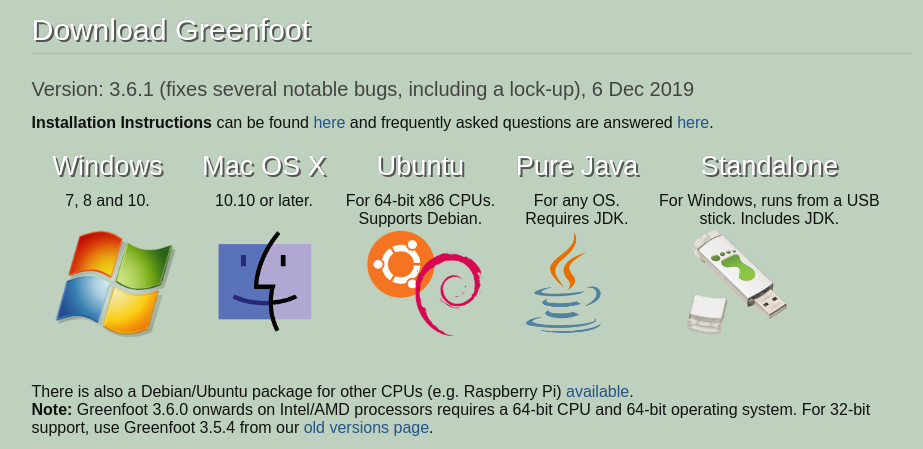 Download Greenfoot
Version: 3.6.1 (fixes several notable bugs, including a lock-up), 6 Dec 2019
Installation Instructions can be found here and frequently asked questions are answered here.
Windows
7, 8 and 10.
Mac OS X
10.10 or later.
Ubuntu
For 64-bit x86 CPUs.
Supports Debian.
Pure Java
For any OS.
Requires JDK.
Standalone
For Windows, runs from a USB
stick. Includes JDK.
There is also a Debian/Ubuntu package for other CPUs (e.g. Raspberry Pi) available.
Note: Greenfoot 3.6.0 onwards on Intel/AMD processors requires a 64-bit CPU and 64-bit operating system. For 32-bit
support, use Greenfoot 3.5.4 from our old versions page.